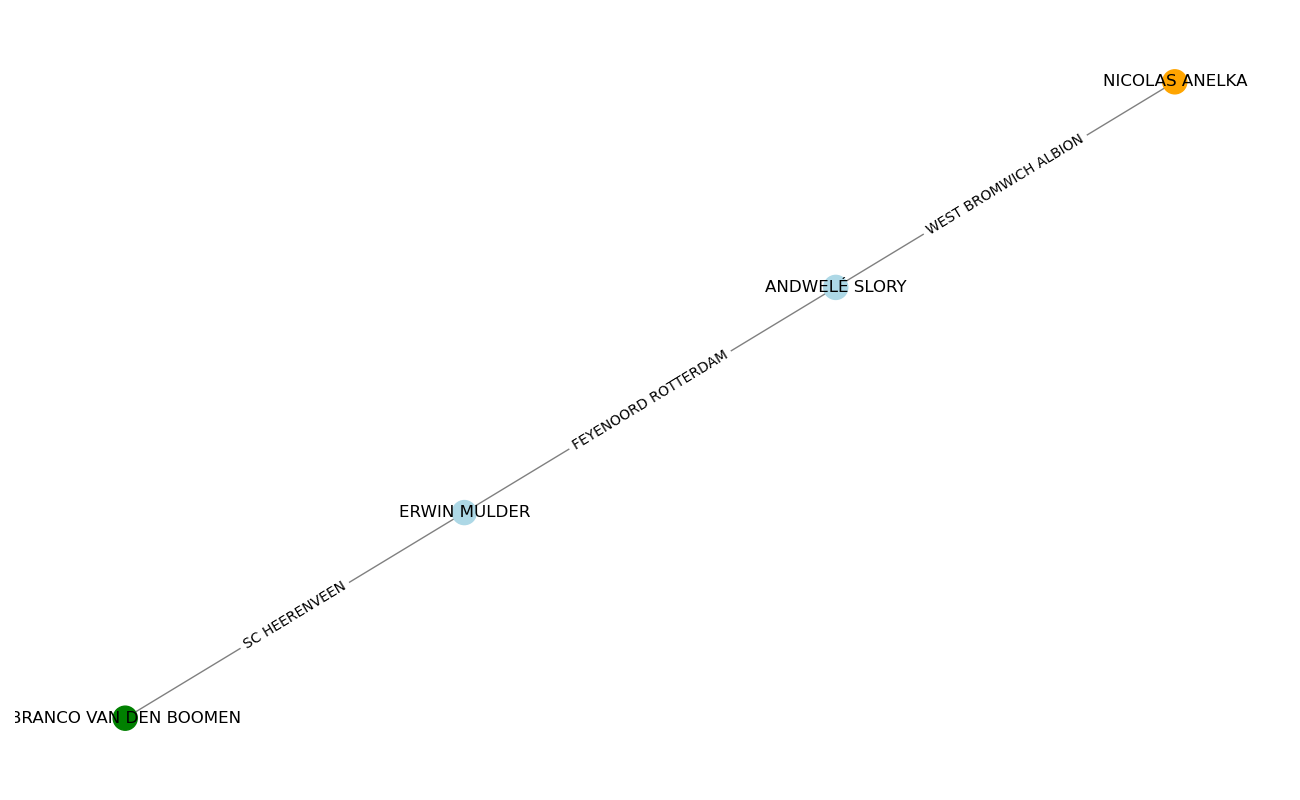 NICOLAS ANELKA
WEST BROMWICH ALBION
ANDWELÉ SLORY
FEYENOORD ROTTERDAM
ERWIN MULDER
SC HEERENVEEN
BRANCO VAN DEN BOOMEN